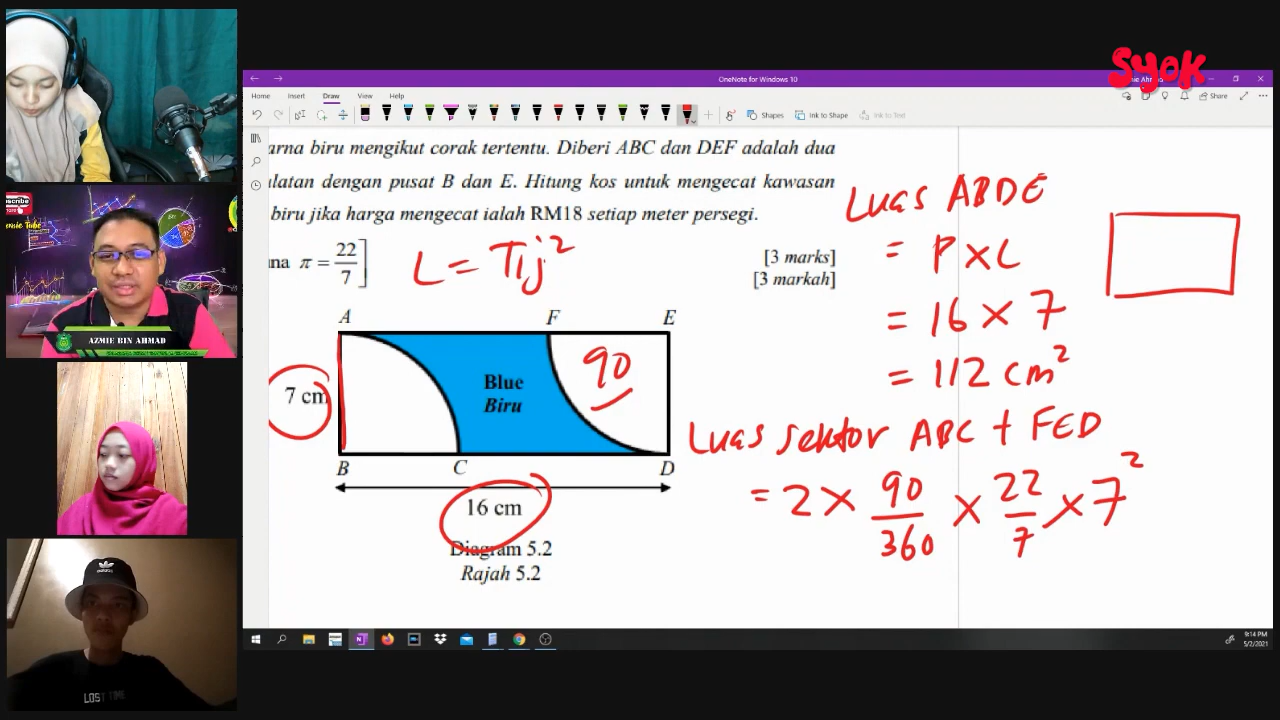 syok
OneNote for Windows 10
Home Insert Draw View Help
Shapes Ink to Shape Ink to Text
Share
arna biru mengikut corak tertentu. Diberi ABC dan DEF adalah dua
latan dengan pusat B dan E. Hitung kos untuk mengecat kawasan
biru jika harga mengecat ialah RM18 setiap meter persegi.
na π = 22/7]
L = πj²
[3 marks]
[3 markah]
A F E
7 cm
Blue
Biru
90
B C D
16 cm
Diagram 5.2
Rajah 5.2
Luas ABDE
= P × L
= 16 × 7
= 112 cm²
Luas sektor ABC + FED
= 2 × 90/360 × 22/7 × 7²
AZMIE BIN AHMAD
LOST TIME
9:14 PM
5/2/2021